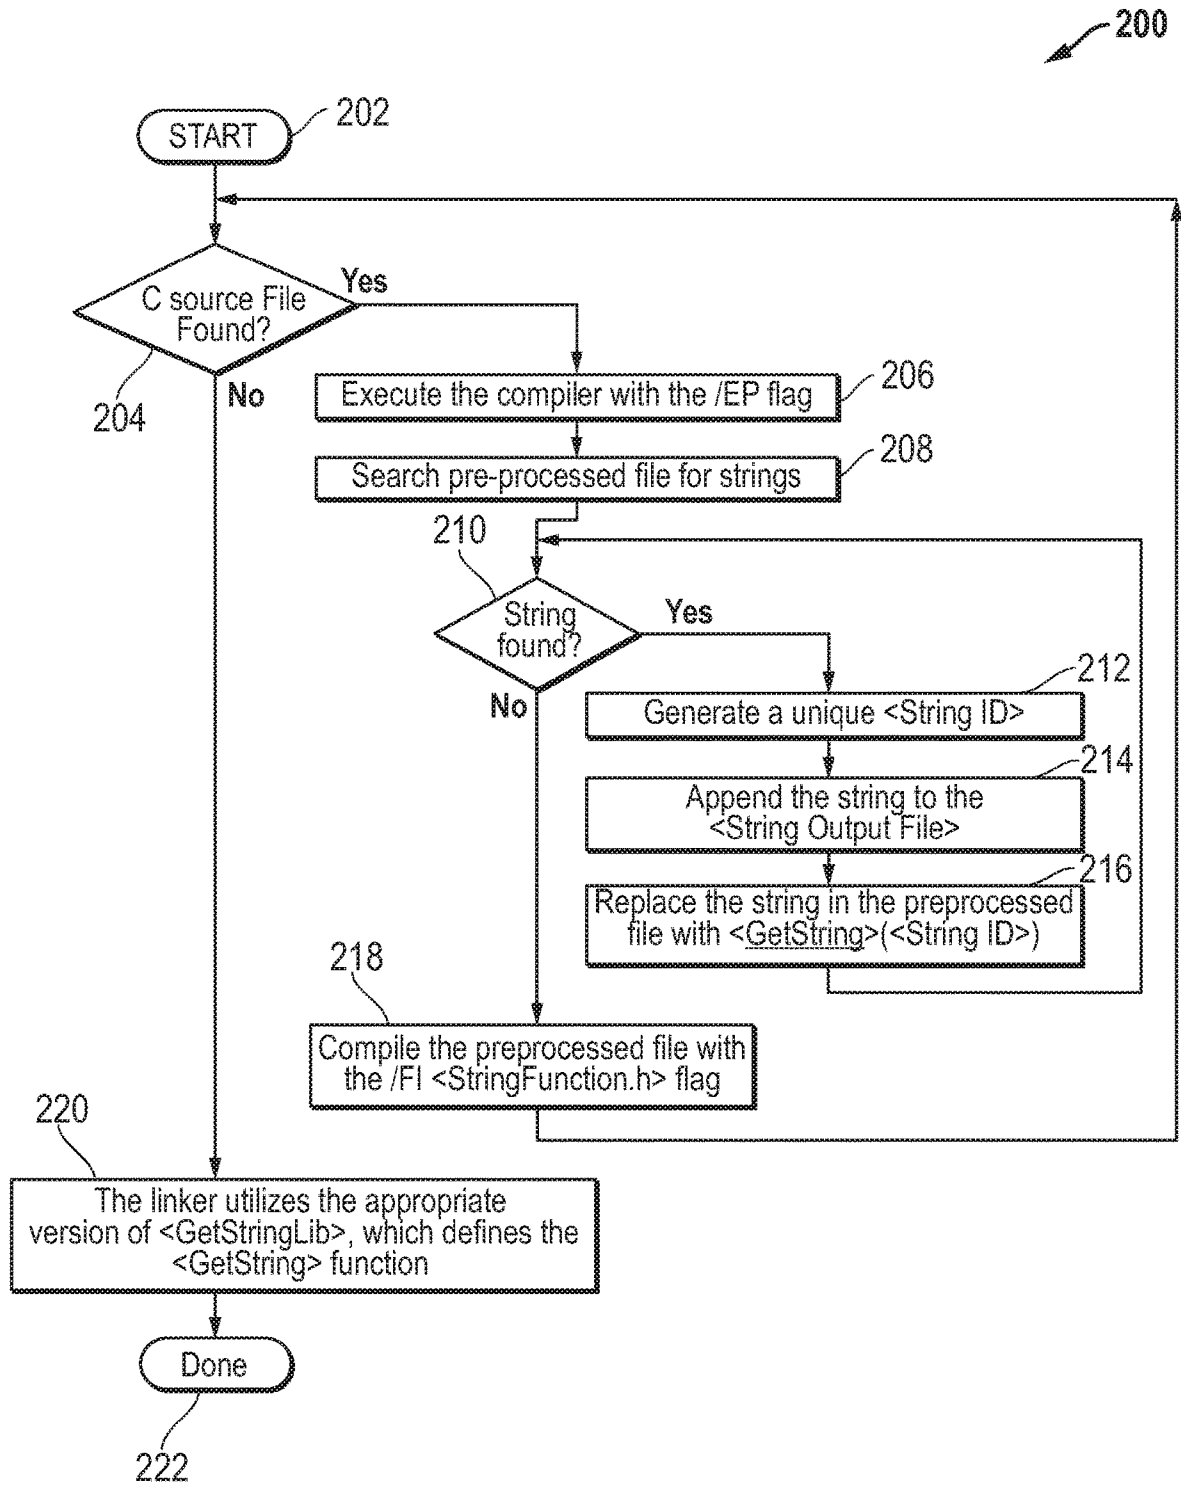 200
START
202
C source File
Found?
Yes
204
No
Execute the compiler with the /EP flag
206
Search pre-processed file for strings
208
210
String
found?
Yes
No
212
Generate a unique <String ID>
214
Append the string to the
<String Output File>
216
Replace the string in the preprocessed
file with <GetString>(<String ID>)
218
Compile the preprocessed file with
the /FI <StringFunction.h> flag
220
The linker utilizes the appropriate
version of <GetStringLib>, which defines the
<GetString> function
Done
222